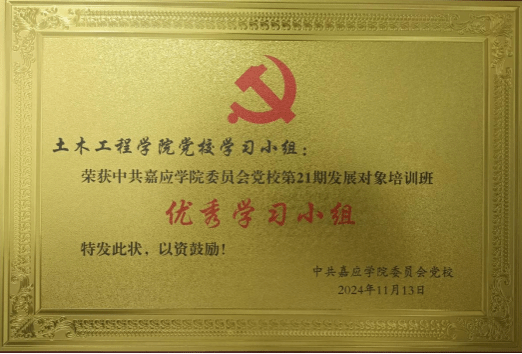 土木工程学院党校学习小组：
荣获中共嘉应学院委员会党校第21期发展对象培训班
优秀学习小组
特发此状，以资鼓励！
中共嘉应学院委员会党校
2024年11月13日